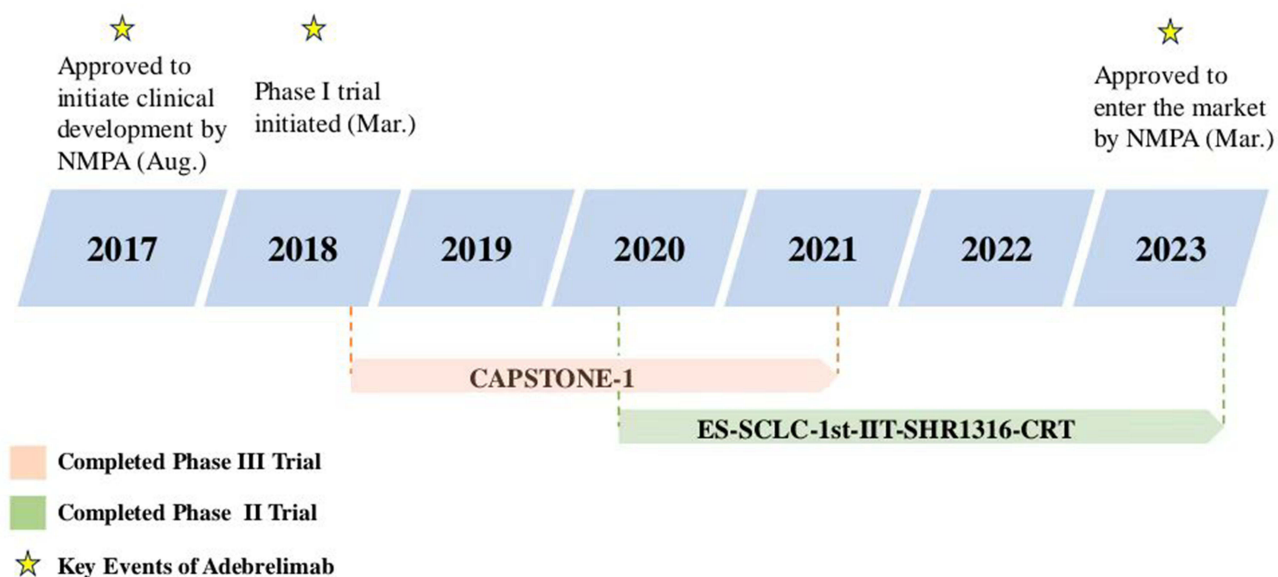 Approved to
initiate clinical
development by
NMPA (Aug.)
Phase I trial
initiated (Mar.)
Approved to
enter the market
by NMPA (Mar.)
2017
2018
2019
2020
2021
2022
2023
CAPSTONE-1
ES-SCLC-1st-IIT-SHR1316-CRT
Completed Phase III Trial
Completed Phase II Trial
Key Events of Adebrelimab